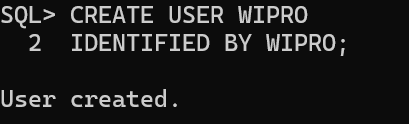 SQL> CREATE USER WIPRO
  2  IDENTIFIED BY WIPRO;

User created.